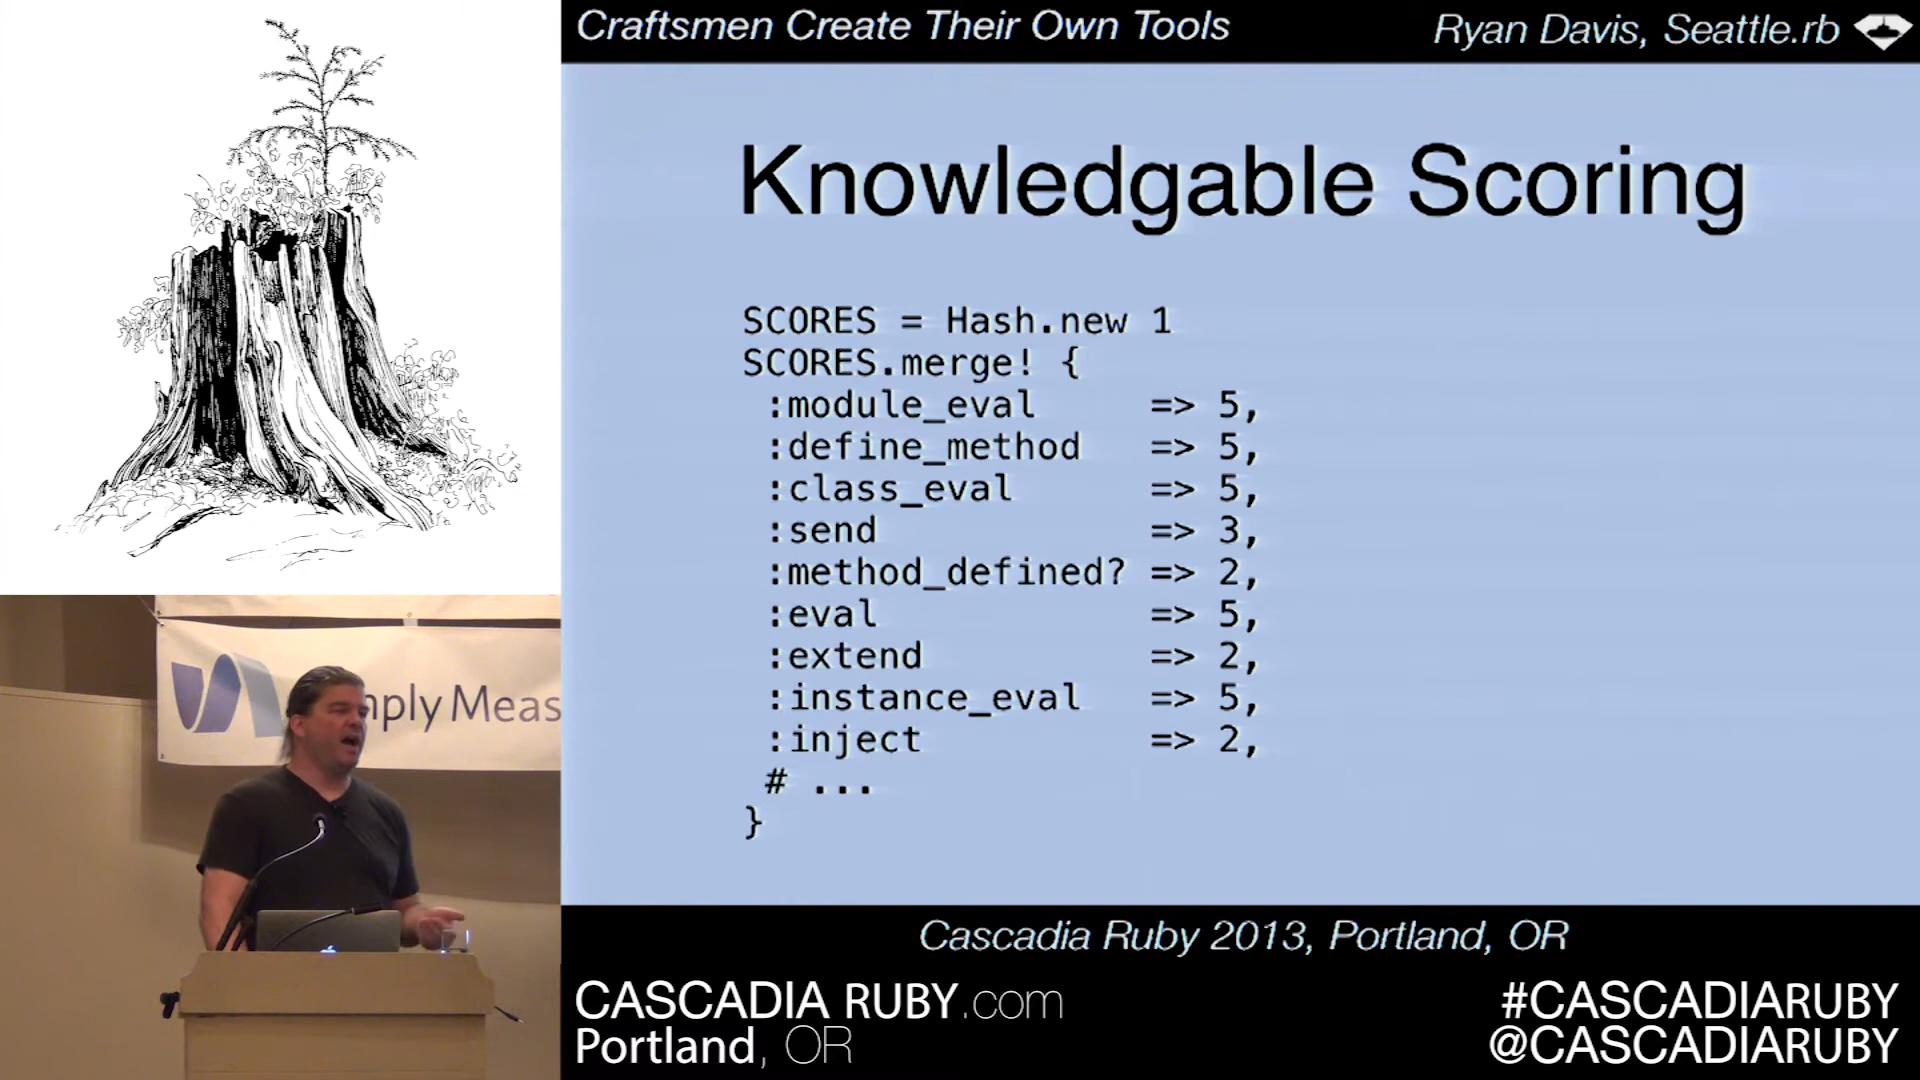 Craftsmen Create Their Own Tools
Ryan Davis, Seattle.rb
Knowledgable Scoring
SCORES = Hash.new 1
SCORES.merge! {
:module_eval => 5,
:define_method => 5,
:class_eval => 5,
:send => 3,
:method_defined? => 2,
:eval => 5,
:extend => 2,
:instance_eval => 5,
:inject => 2,
# ...
}
mply Meas
Cascadia Ruby 2013, Portland, OR
CASCADIA RUBY.com
Portland, OR
#CASCADIARUBY
@CASCADIARUBY